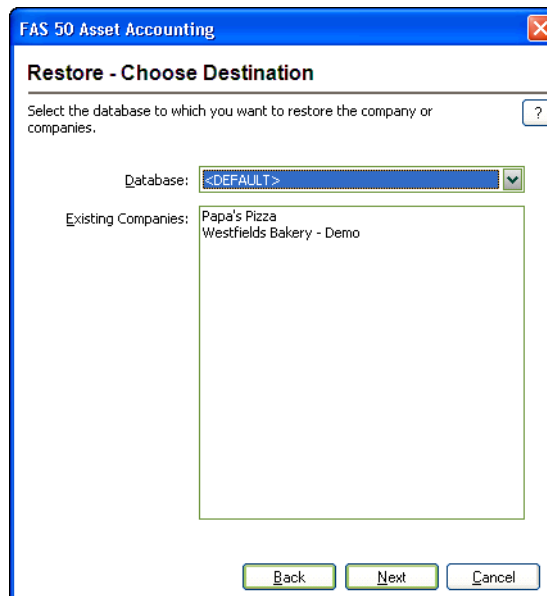 FAS 50 Asset Accounting
Restore - Choose Destination
Select the database to which you want to restore the company or
companies.
?
Database: <DEFAULT>
Existing Companies: Papa's Pizza
Westfields Bakery - Demo
Back Next Cancel